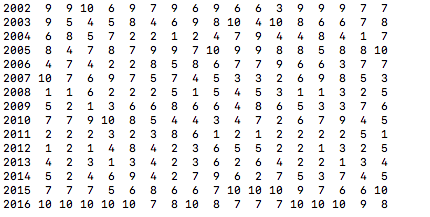 2002 9 9 10 6 9 7 9 6 9 6 6 3 9 9 9 7 7
2003 9 5 4 5 8 4 6 9 8 10 4 10 8 6 6 7 8
2004 6 8 5 7 2 2 1 2 4 7 9 4 4 8 4 1 7
2005 8 4 7 8 7 9 9 7 10 9 9 8 8 5 8 8 10
2006 4 7 4 2 2 8 5 8 6 7 7 9 6 6 3 7 7
2007 10 7 6 9 7 5 7 4 5 3 3 2 6 9 8 5 3
2008 1 1 6 2 2 2 5 1 5 4 5 3 1 1 3 2 5
2009 5 2 1 3 6 6 8 6 6 4 8 6 5 3 3 7 6
2010 7 7 9 10 8 5 4 4 3 4 7 2 6 7 9 4 5
2011 2 2 2 3 2 3 8 6 1 2 1 2 2 2 2 5 1
2012 1 2 1 4 8 4 2 3 6 5 5 2 2 1 3 2 5
2013 4 2 3 1 3 4 2 3 6 2 6 4 2 2 1 3 4
2014 5 2 4 6 9 4 2 7 9 6 2 7 5 3 7 4 5
2015 7 7 7 5 6 8 6 6 7 10 10 10 9 7 6 6 10
2016 10 10 10 10 10 7 8 10 8 7 7 7 10 10 10 9 8